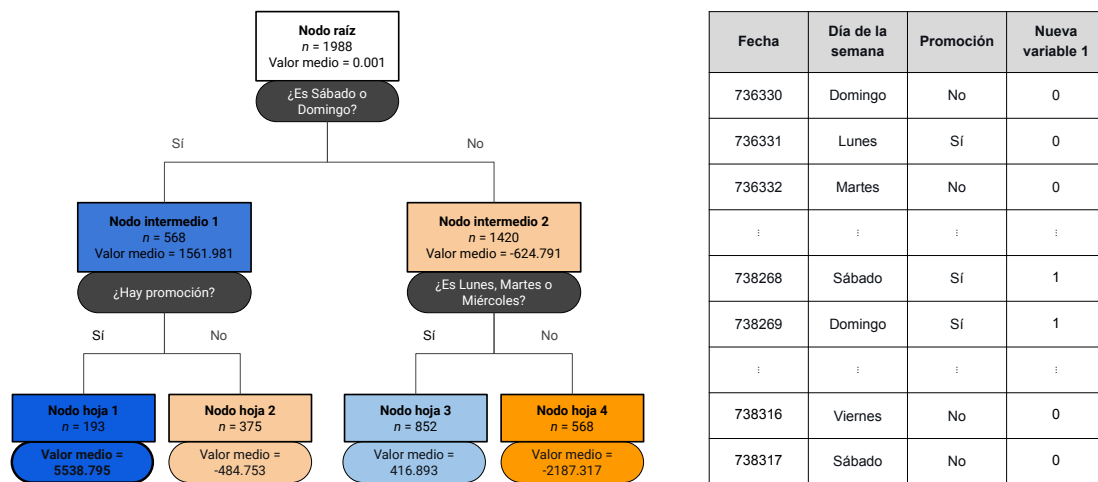 Nodo raíz
n = 1988
Valor medio = 0.001
¿Es Sábado o
Domingo?
Sí
No
Nodo intermedio 1
n = 568
Valor medio = 1561.981
¿Hay promoción?
Nodo intermedio 2
n = 1420
Valor medio = -624.791
¿Es Lunes, Martes o
Miércoles?
Sí
No
Sí
No
Nodo hoja 1
n = 193
Valor medio =
5538.795
Nodo hoja 2
n = 375
Valor medio =
-484.753
Nodo hoja 3
n = 852
Valor medio =
416.893
Nodo hoja 4
n = 568
Valor medio =
-2187.317
Fecha Día de la semana Promoción Nueva variable 1
736330 Domingo No 0
736331 Lunes Sí 0
736332 Martes No 0
⋮ ⋮ ⋮ ⋮
738268 Sábado Sí 1
738269 Domingo Sí 1
⋮ ⋮ ⋮ ⋮
738316 Viernes No 0
738317 Sábado No 0